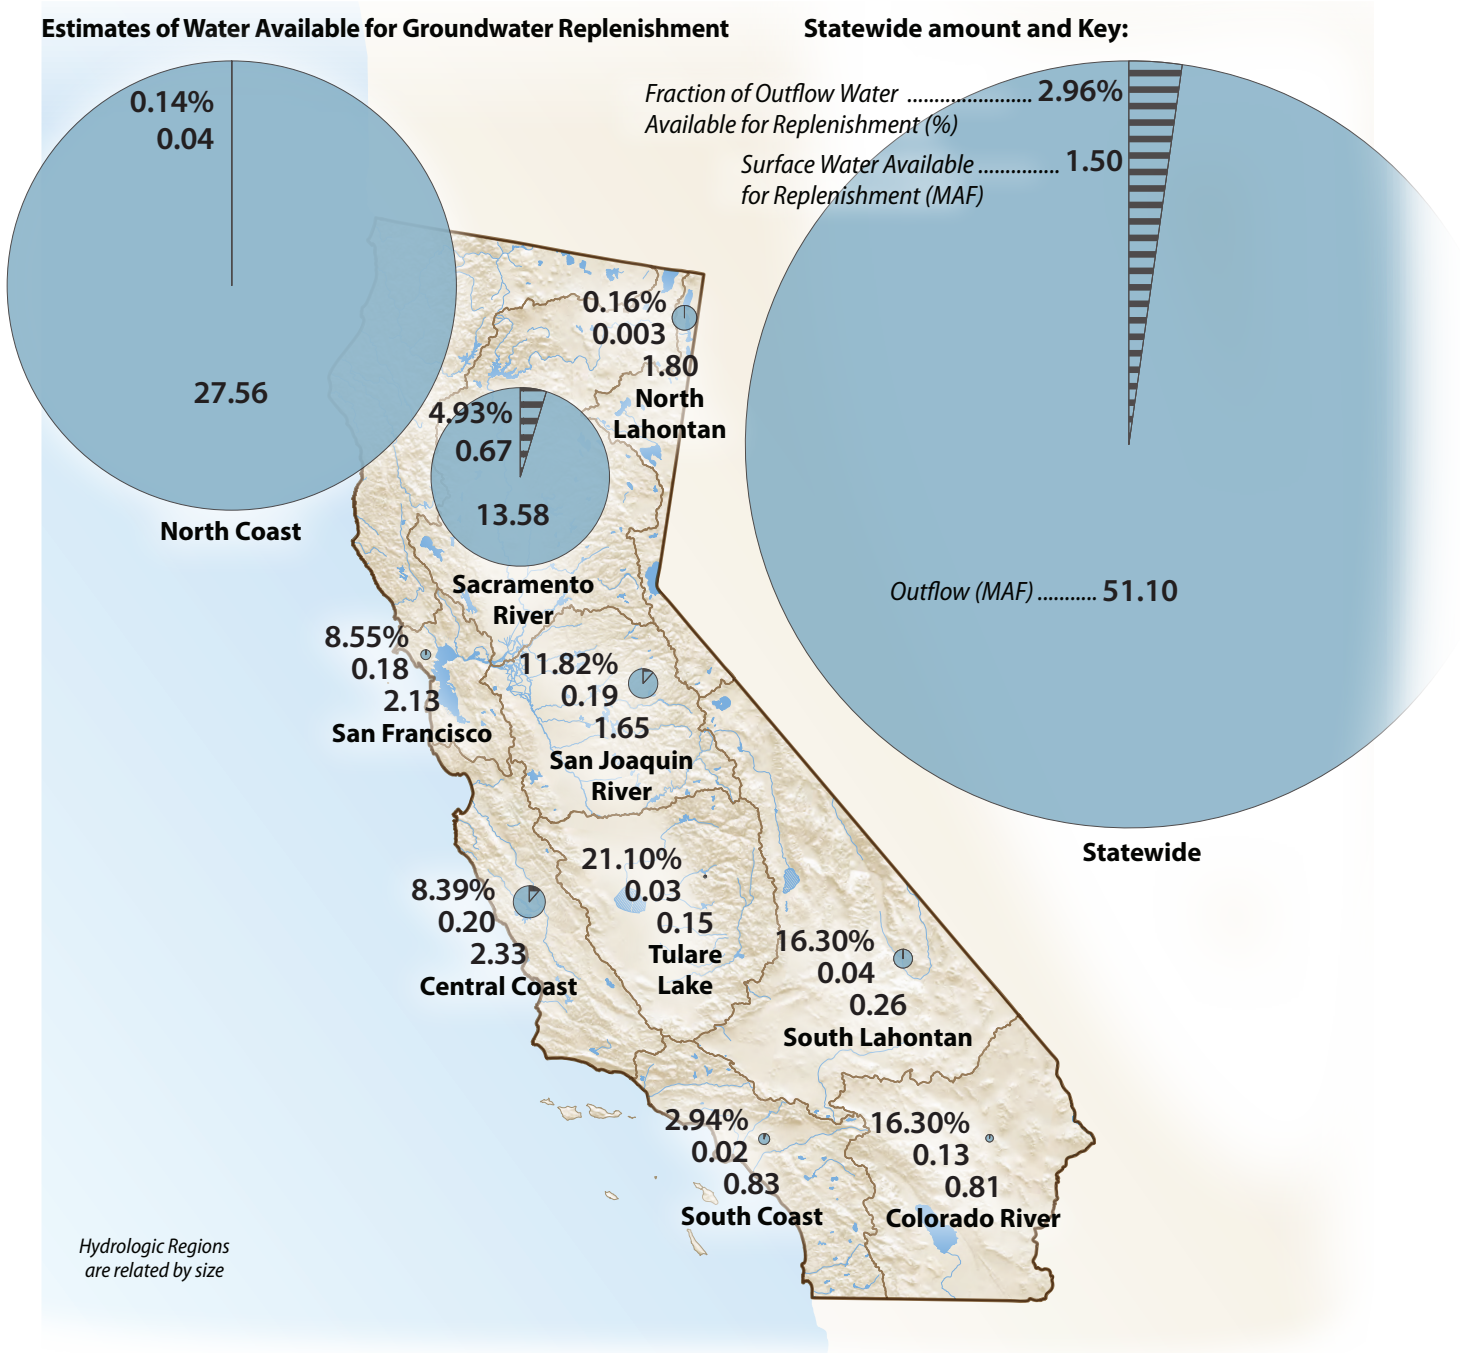 Estimates of Water Available for Groundwater Replenishment
Statewide amount and Key:
0.14%
0.04
27.56
North Coast
Fraction of Outflow Water ....................... 2.96%
Available for Replenishment (%)
Surface Water Available ............... 1.50
for Replenishment (MAF)
Outflow (MAF) ........... 51.10
Statewide
0.16%
0.003
1.80
North
Lahontan
4.93%
0.67
13.58
Sacramento
River
8.55%
0.18
2.13
San Francisco
11.82%
0.19
1.65
San Joaquin
River
21.10%
0.03
0.15
Tulare
Lake
8.39%
0.20
2.33
Central Coast
16.30%
0.04
0.26
South Lahontan
2.94%
0.02
0.83
South Coast
16.30%
0.13
0.81
Colorado River
Hydrologic Regions
are related by size